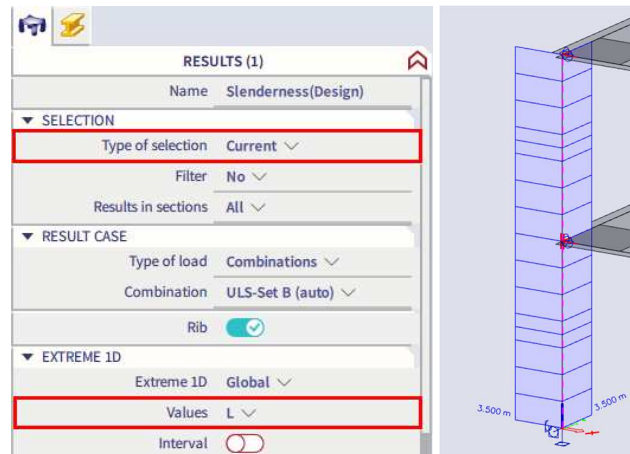 RESULTS (1)
Name Slenderness(Design)
SELECTION
Type of selection Current
Filter No
Results in sections All
RESULT CASE
Type of load Combinations
Combination ULS-Set B (auto)
Rib
EXTREME 1D
Extreme 1D Global
Values L
Interval
3.500 m
3.500 m